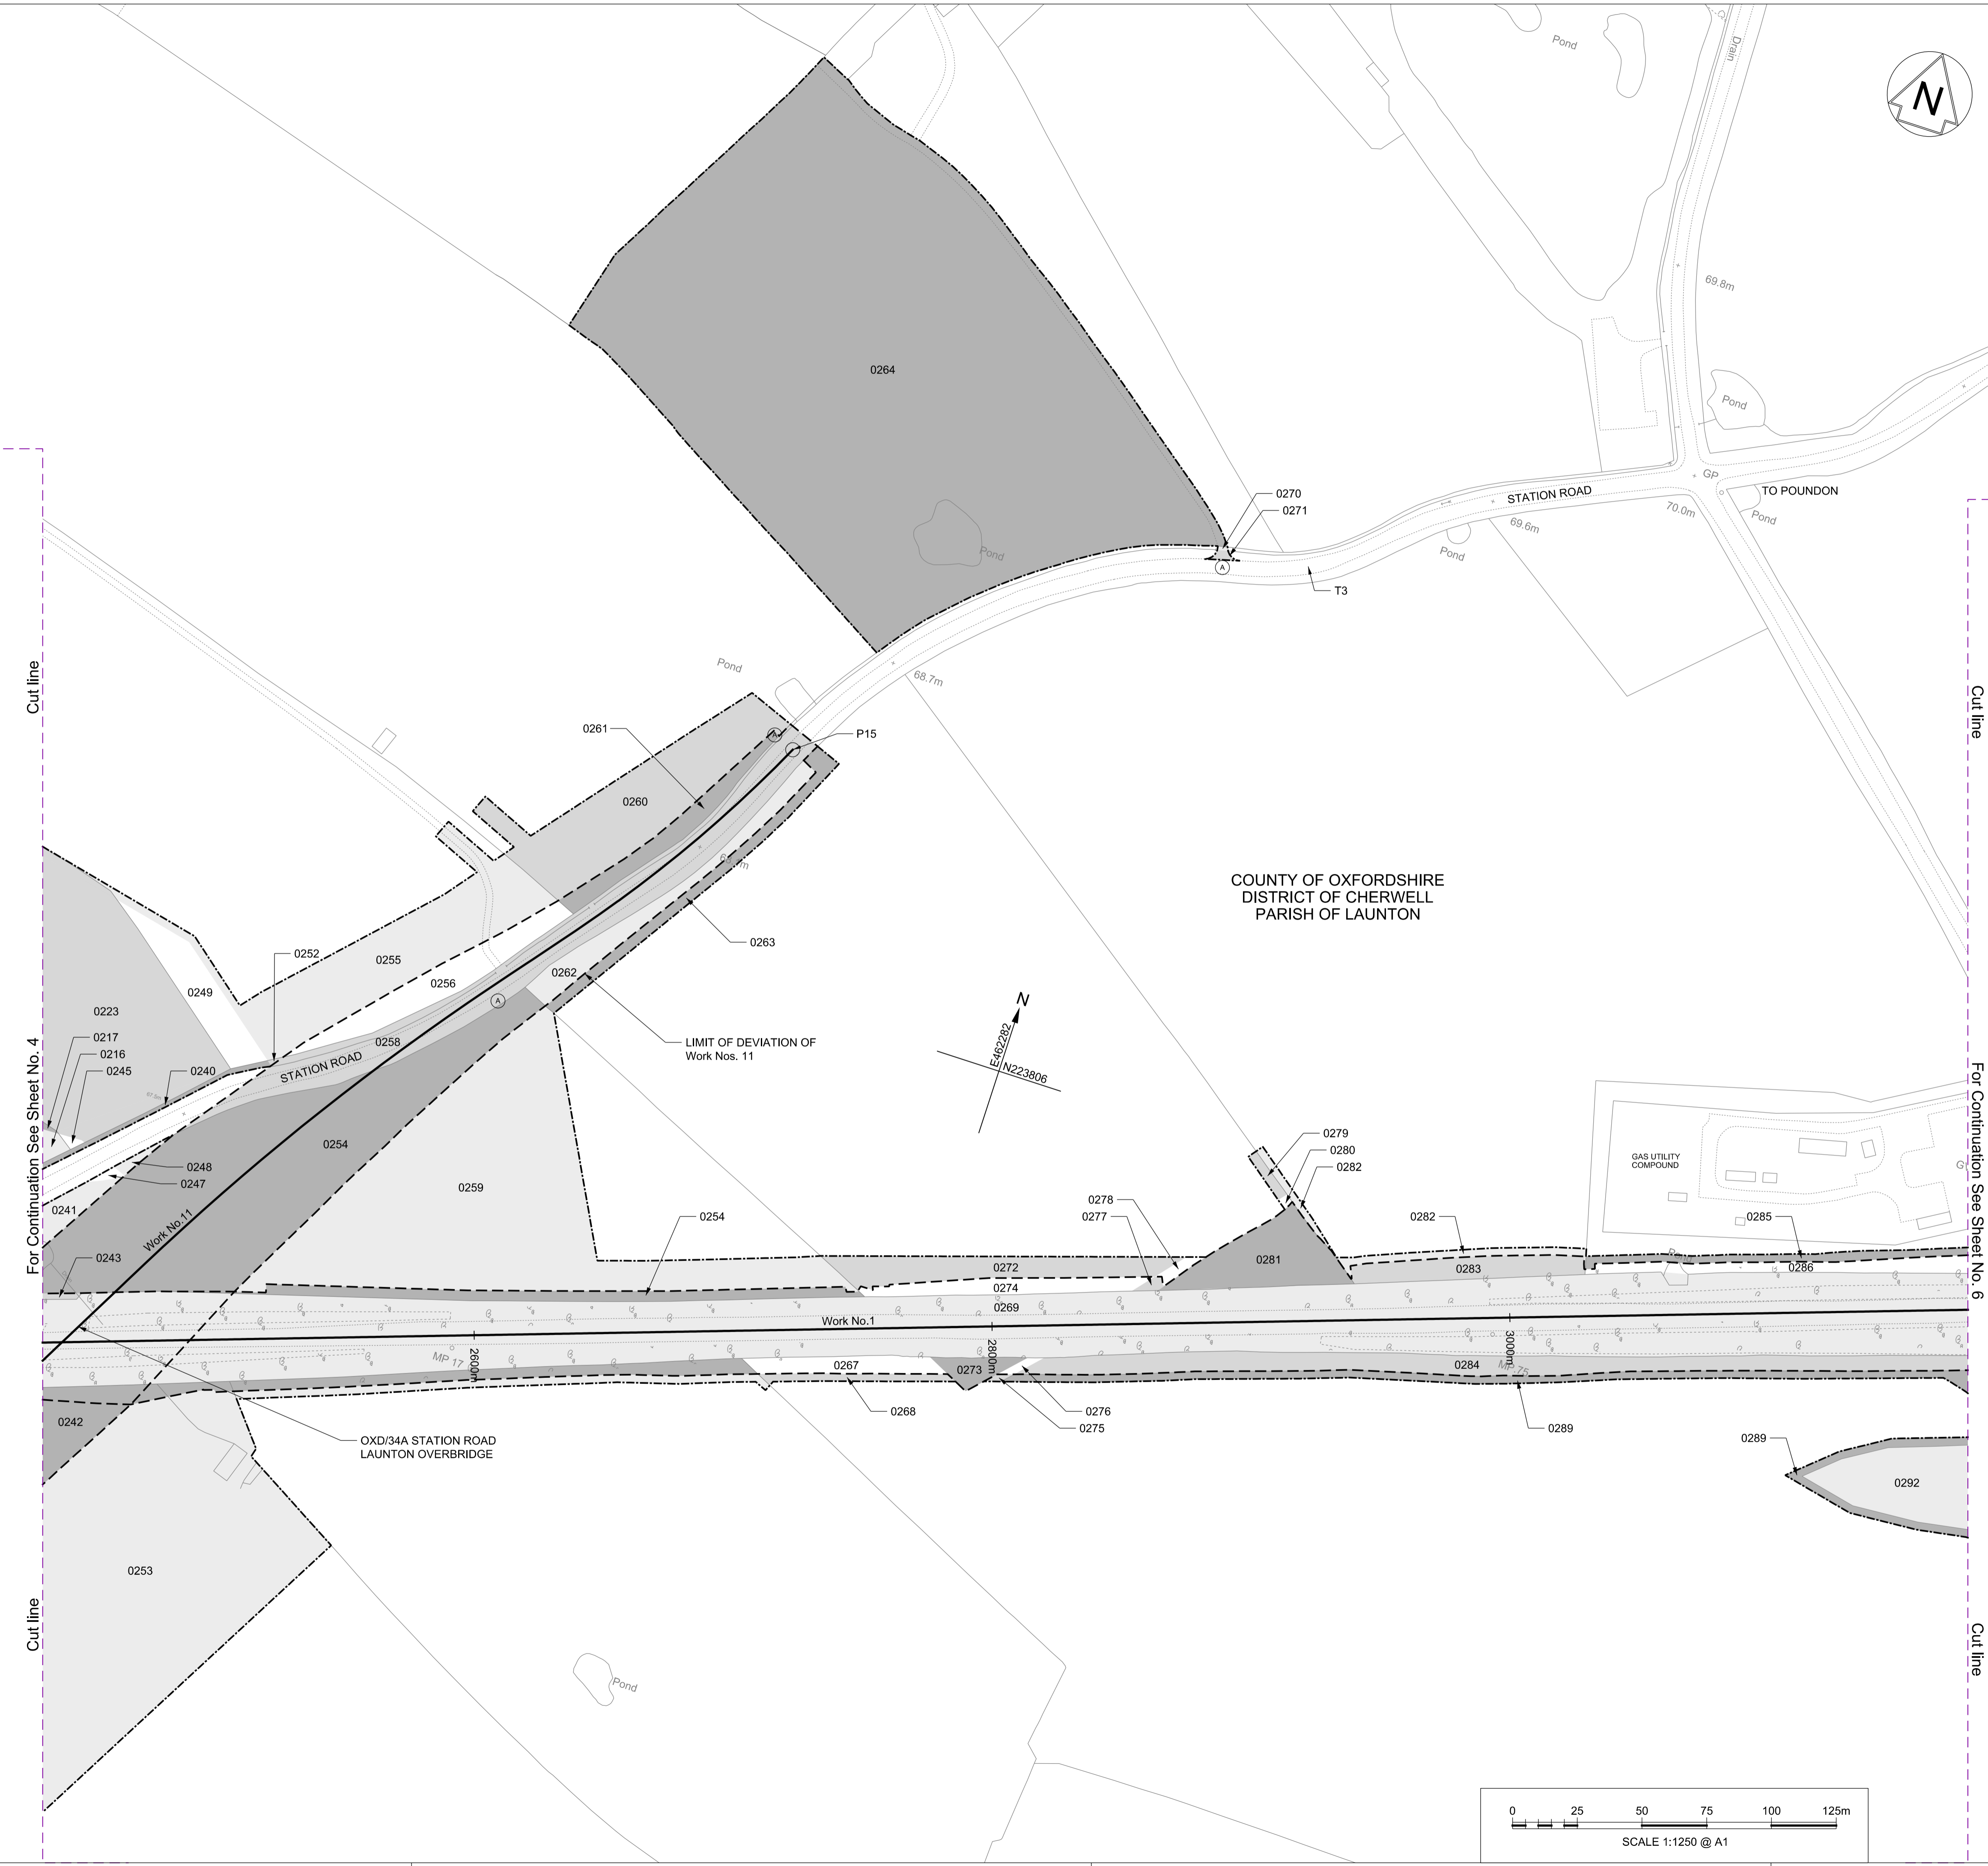 Pond
Drain
N
69.8m
0264
Pond
GP
TO POUNDON
0270
0271
STATION ROAD
69.6m
70.0m
Pond
Pond
Pond
A
T3
Cut line
Pond
68.7m
Cut line
0261
A
P15
0260
COUNTY OF OXFORDSHIRE
DISTRICT OF CHERWELL
PARISH OF LAUNTON
0252
0255
0263
0249
0256
0262
A
N
0223
0217
0216
0245
0240
STATION ROAD
0258
LIMIT OF DEVIATION OF
Work Nos. 11
E462282
N223806
For Continuation See Sheet No. 4
For Continuation See Sheet No. 6
0254
0279
0280
0282
GAS UTILITY
COMPOUND
0248
0247
0259
0241
Work No.11
0278
0277
0254
0282
0285
0243
0272
0281
0283
0286
0274
0269
Work No.1
2600m
2800m
3000m
MP 17
0267
0273
0284
MP 75
0242
0268
0276
0275
0289
OXD/34A STATION ROAD
LAUNTON OVERBRIDGE
0289
0292
0253
Cut line
Cut line
Pond
0 25 50 75 100 125m
SCALE 1:1250 @ A1